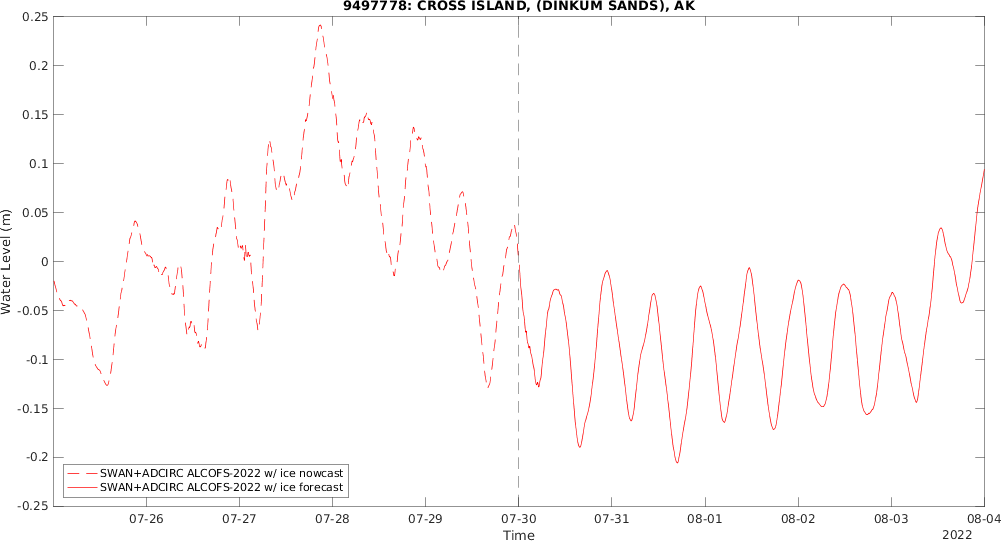 9497778: CROSS ISLAND, (DINKUM SANDS), AK
Water Level (m)
0.25
0.2
0.15
0.1
0.05
0
-0.05
-0.1
-0.15
-0.2
-0.25
SWAN+ADCIRC ALCOFS-2022 w/ ice nowcast
SWAN+ADCIRC ALCOFS-2022 w/ ice forecast
07-26 07-27 07-28 07-29 07-30 07-31 08-01 08-02 08-03 08-04
Time
2022